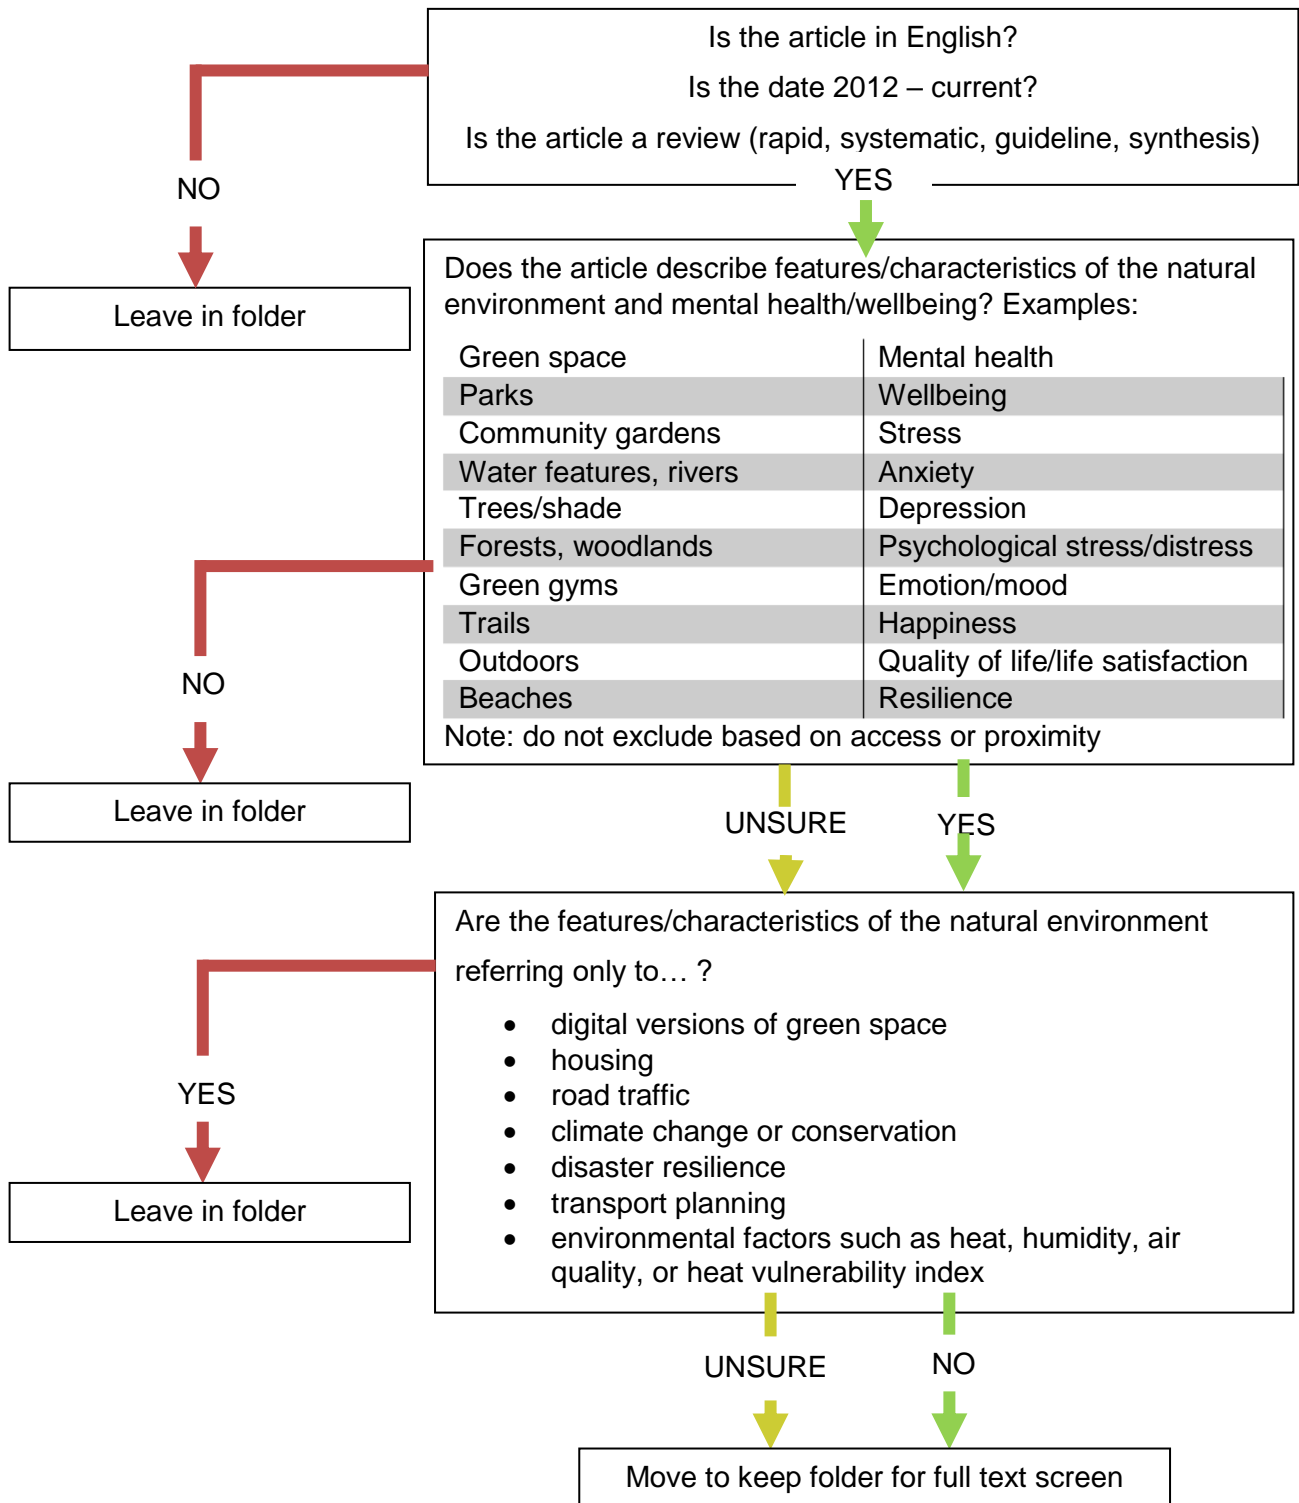 Is the article in English?
Is the date 2012 – current?
Is the article a review (rapid, systematic, guideline, synthesis)
NO
YES
Leave in folder
Does the article describe features/characteristics of the natural
environment and mental health/wellbeing? Examples:
Green space Mental health
Parks Wellbeing
Community gardens Stress
Water features, rivers Anxiety
Trees/shade Depression
Forests, woodlands Psychological stress/distress
Green gyms Emotion/mood
Trails Happiness
Outdoors Quality of life/life satisfaction
Beaches Resilience
Note: do not exclude based on access or proximity
NO
Leave in folder
UNSURE YES
Are the features/characteristics of the natural environment
referring only to… ?
• digital versions of green space
• housing
• road traffic
• climate change or conservation
• disaster resilience
• transport planning
• environmental factors such as heat, humidity, air
quality, or heat vulnerability index
YES
Leave in folder
UNSURE NO
Move to keep folder for full text screen